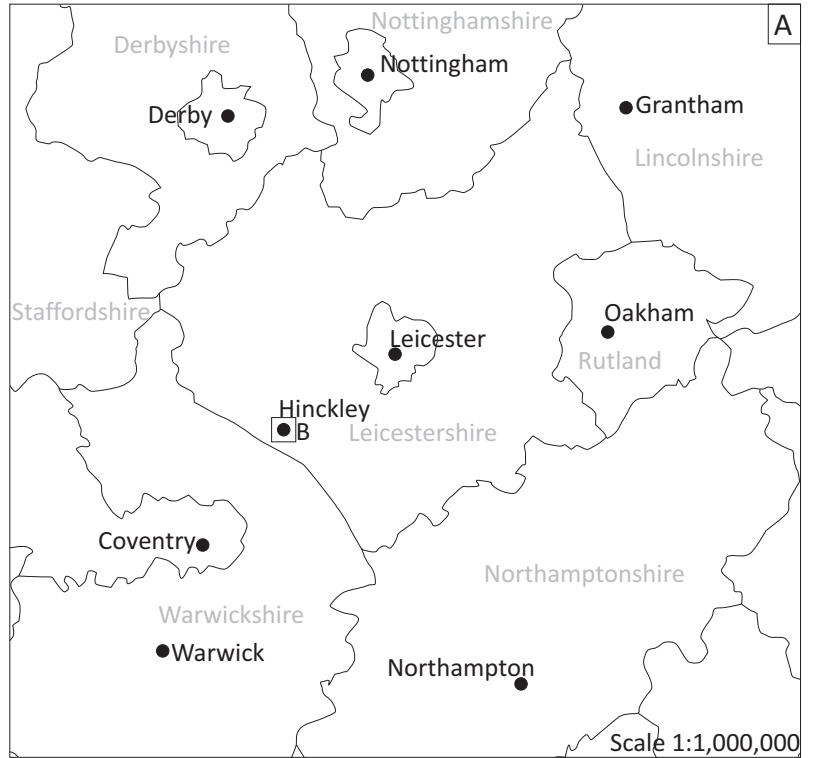 A
Nottinghamshire
Derbyshire
Nottingham
Grantham
Derby
Lincolnshire
Staffordshire
Oakham
Leicester
Rutland
Hinckley
B
Leicestershire
Coventry
Northamptonshire
Warwickshire
Warwick
Northampton
Scale 1:1,000,000